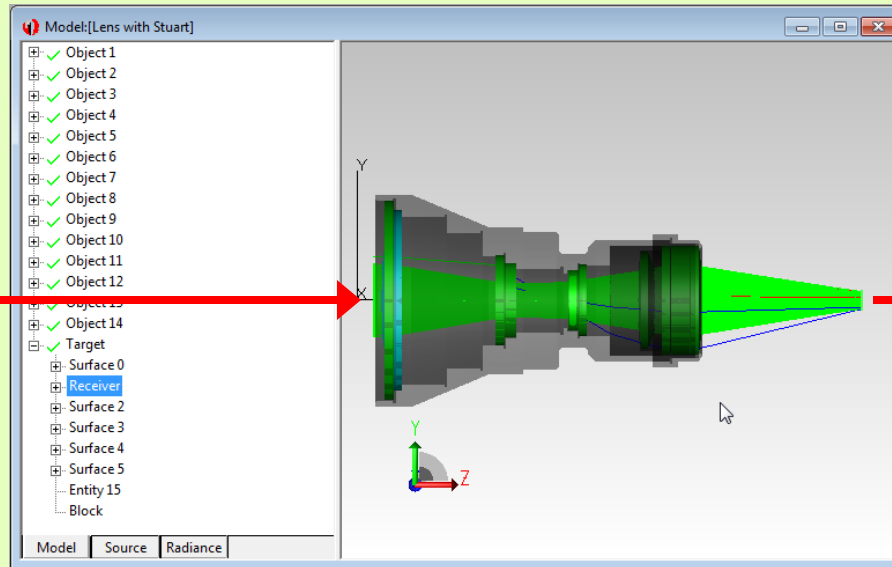 Model:[Lens with Stuart]
Object 1
Object 2
Object 3
Object 4
Object 5
Object 6
Object 7
Object 8
Object 9
Object 10
Object 11
Object 12
Object 13
Object 14
Target
Surface 0
Receiver
Surface 2
Surface 3
Surface 4
Surface 5
Entity 15
Block
Model Source Radiance
Y
X
Y
Z